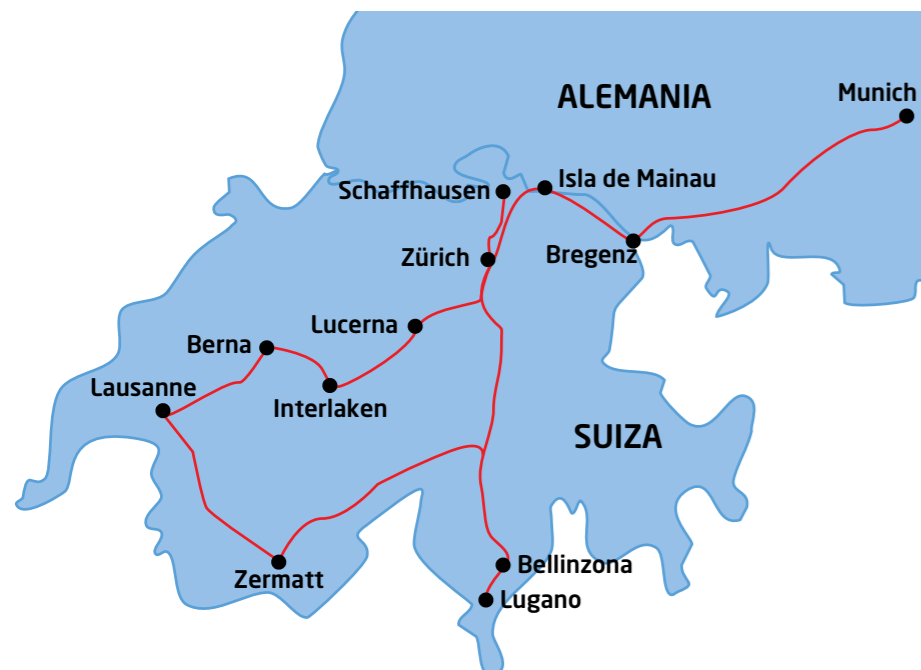 ALEMANIA
Munich
Schaffhausen
Isla de Mainau
Zürich
Bregenz
Lucerna
Berna
Lausanne
Interlaken
SUIZA
Zermatt
Bellinzona
Lugano